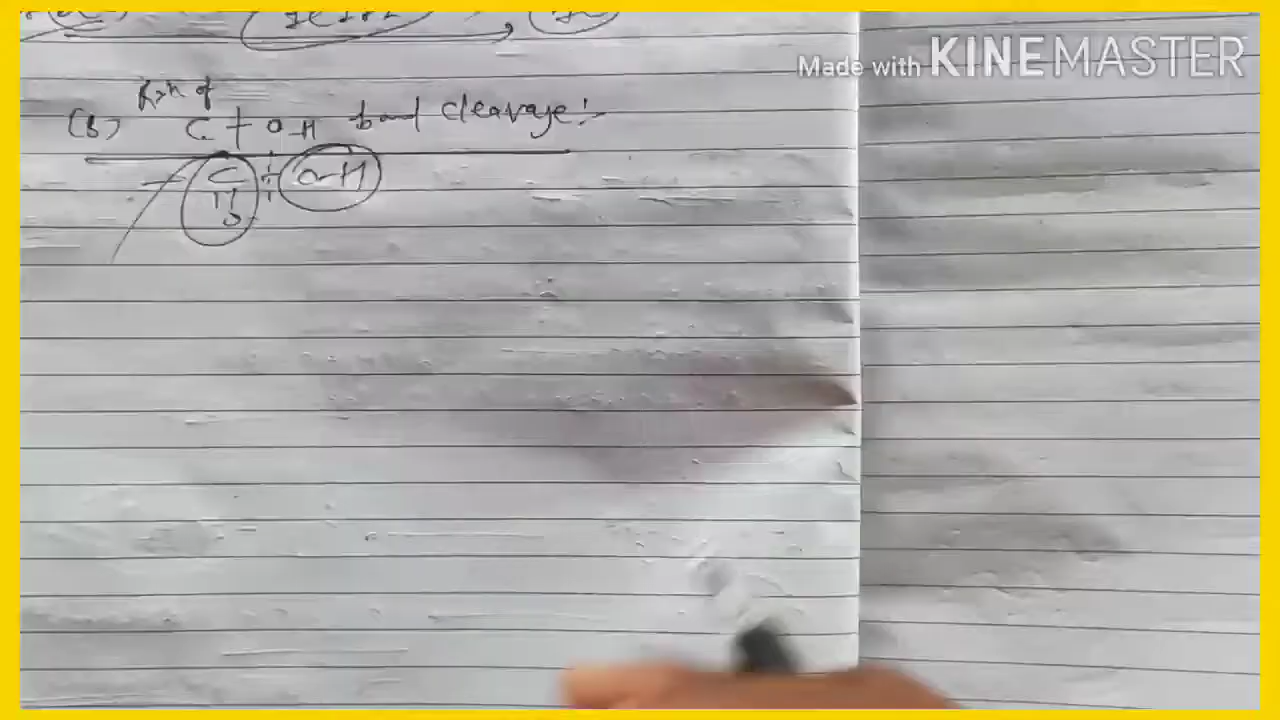 Made with KINEMASTER
Rxn of
(B) C + O-H bond cleavage:-
- C O-H
||
O